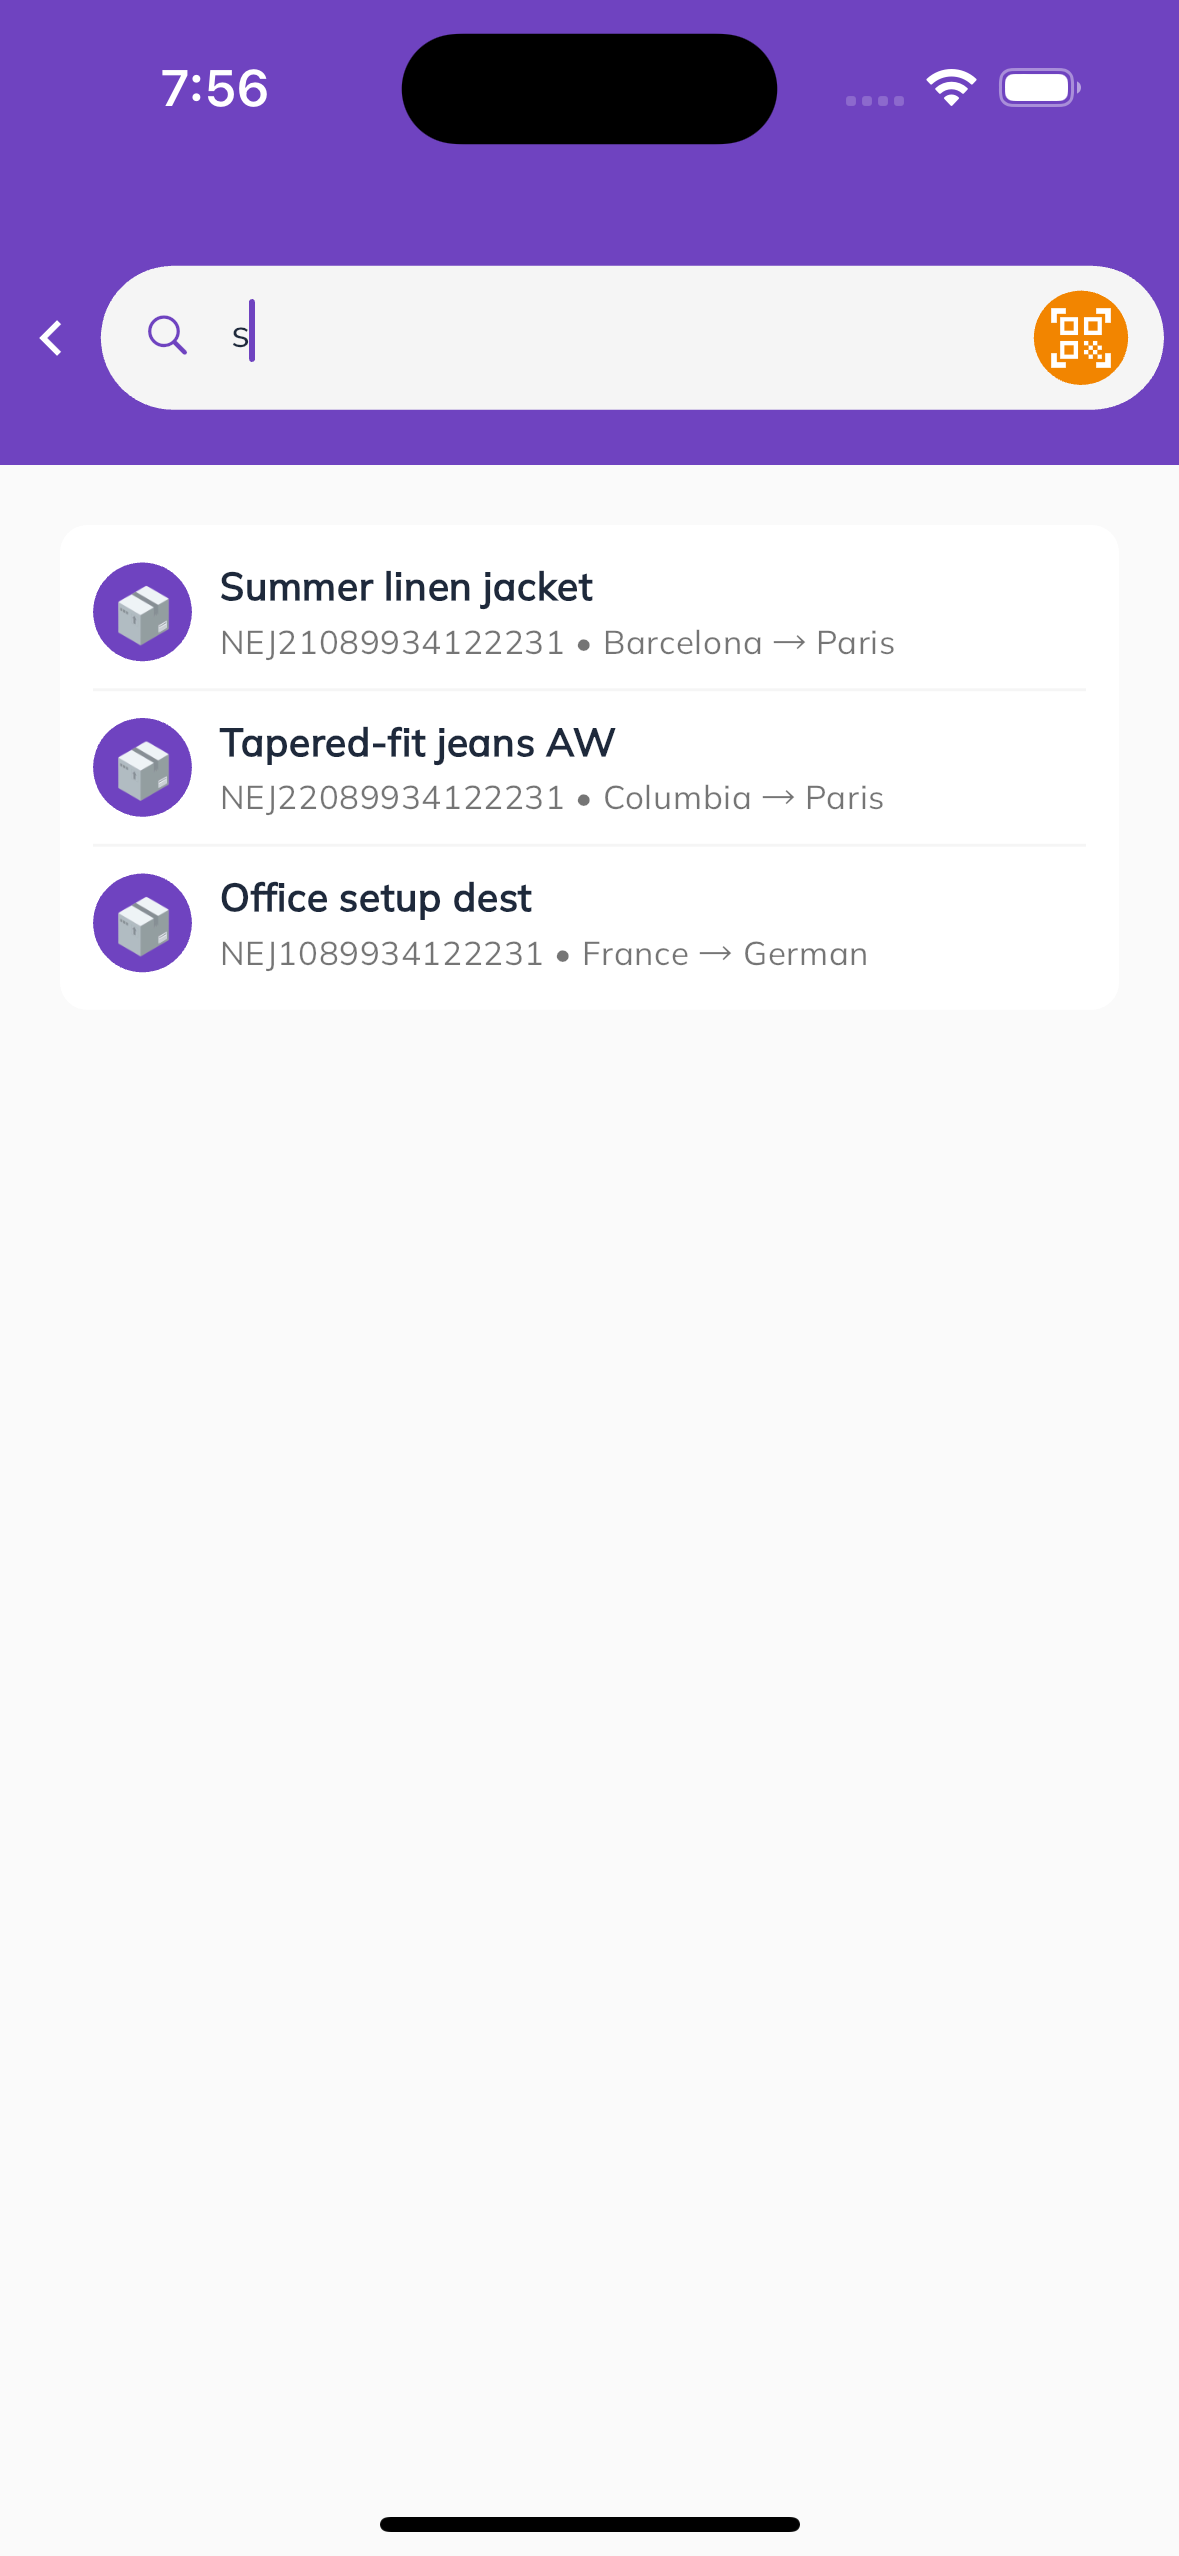 7:56
s
Summer linen jacket
NEJ21089934122231 • Barcelona → Paris
Tapered-fit jeans AW
NEJ22089934122231 • Columbia → Paris
Office setup dest
NEJ1089934122231 • France → German